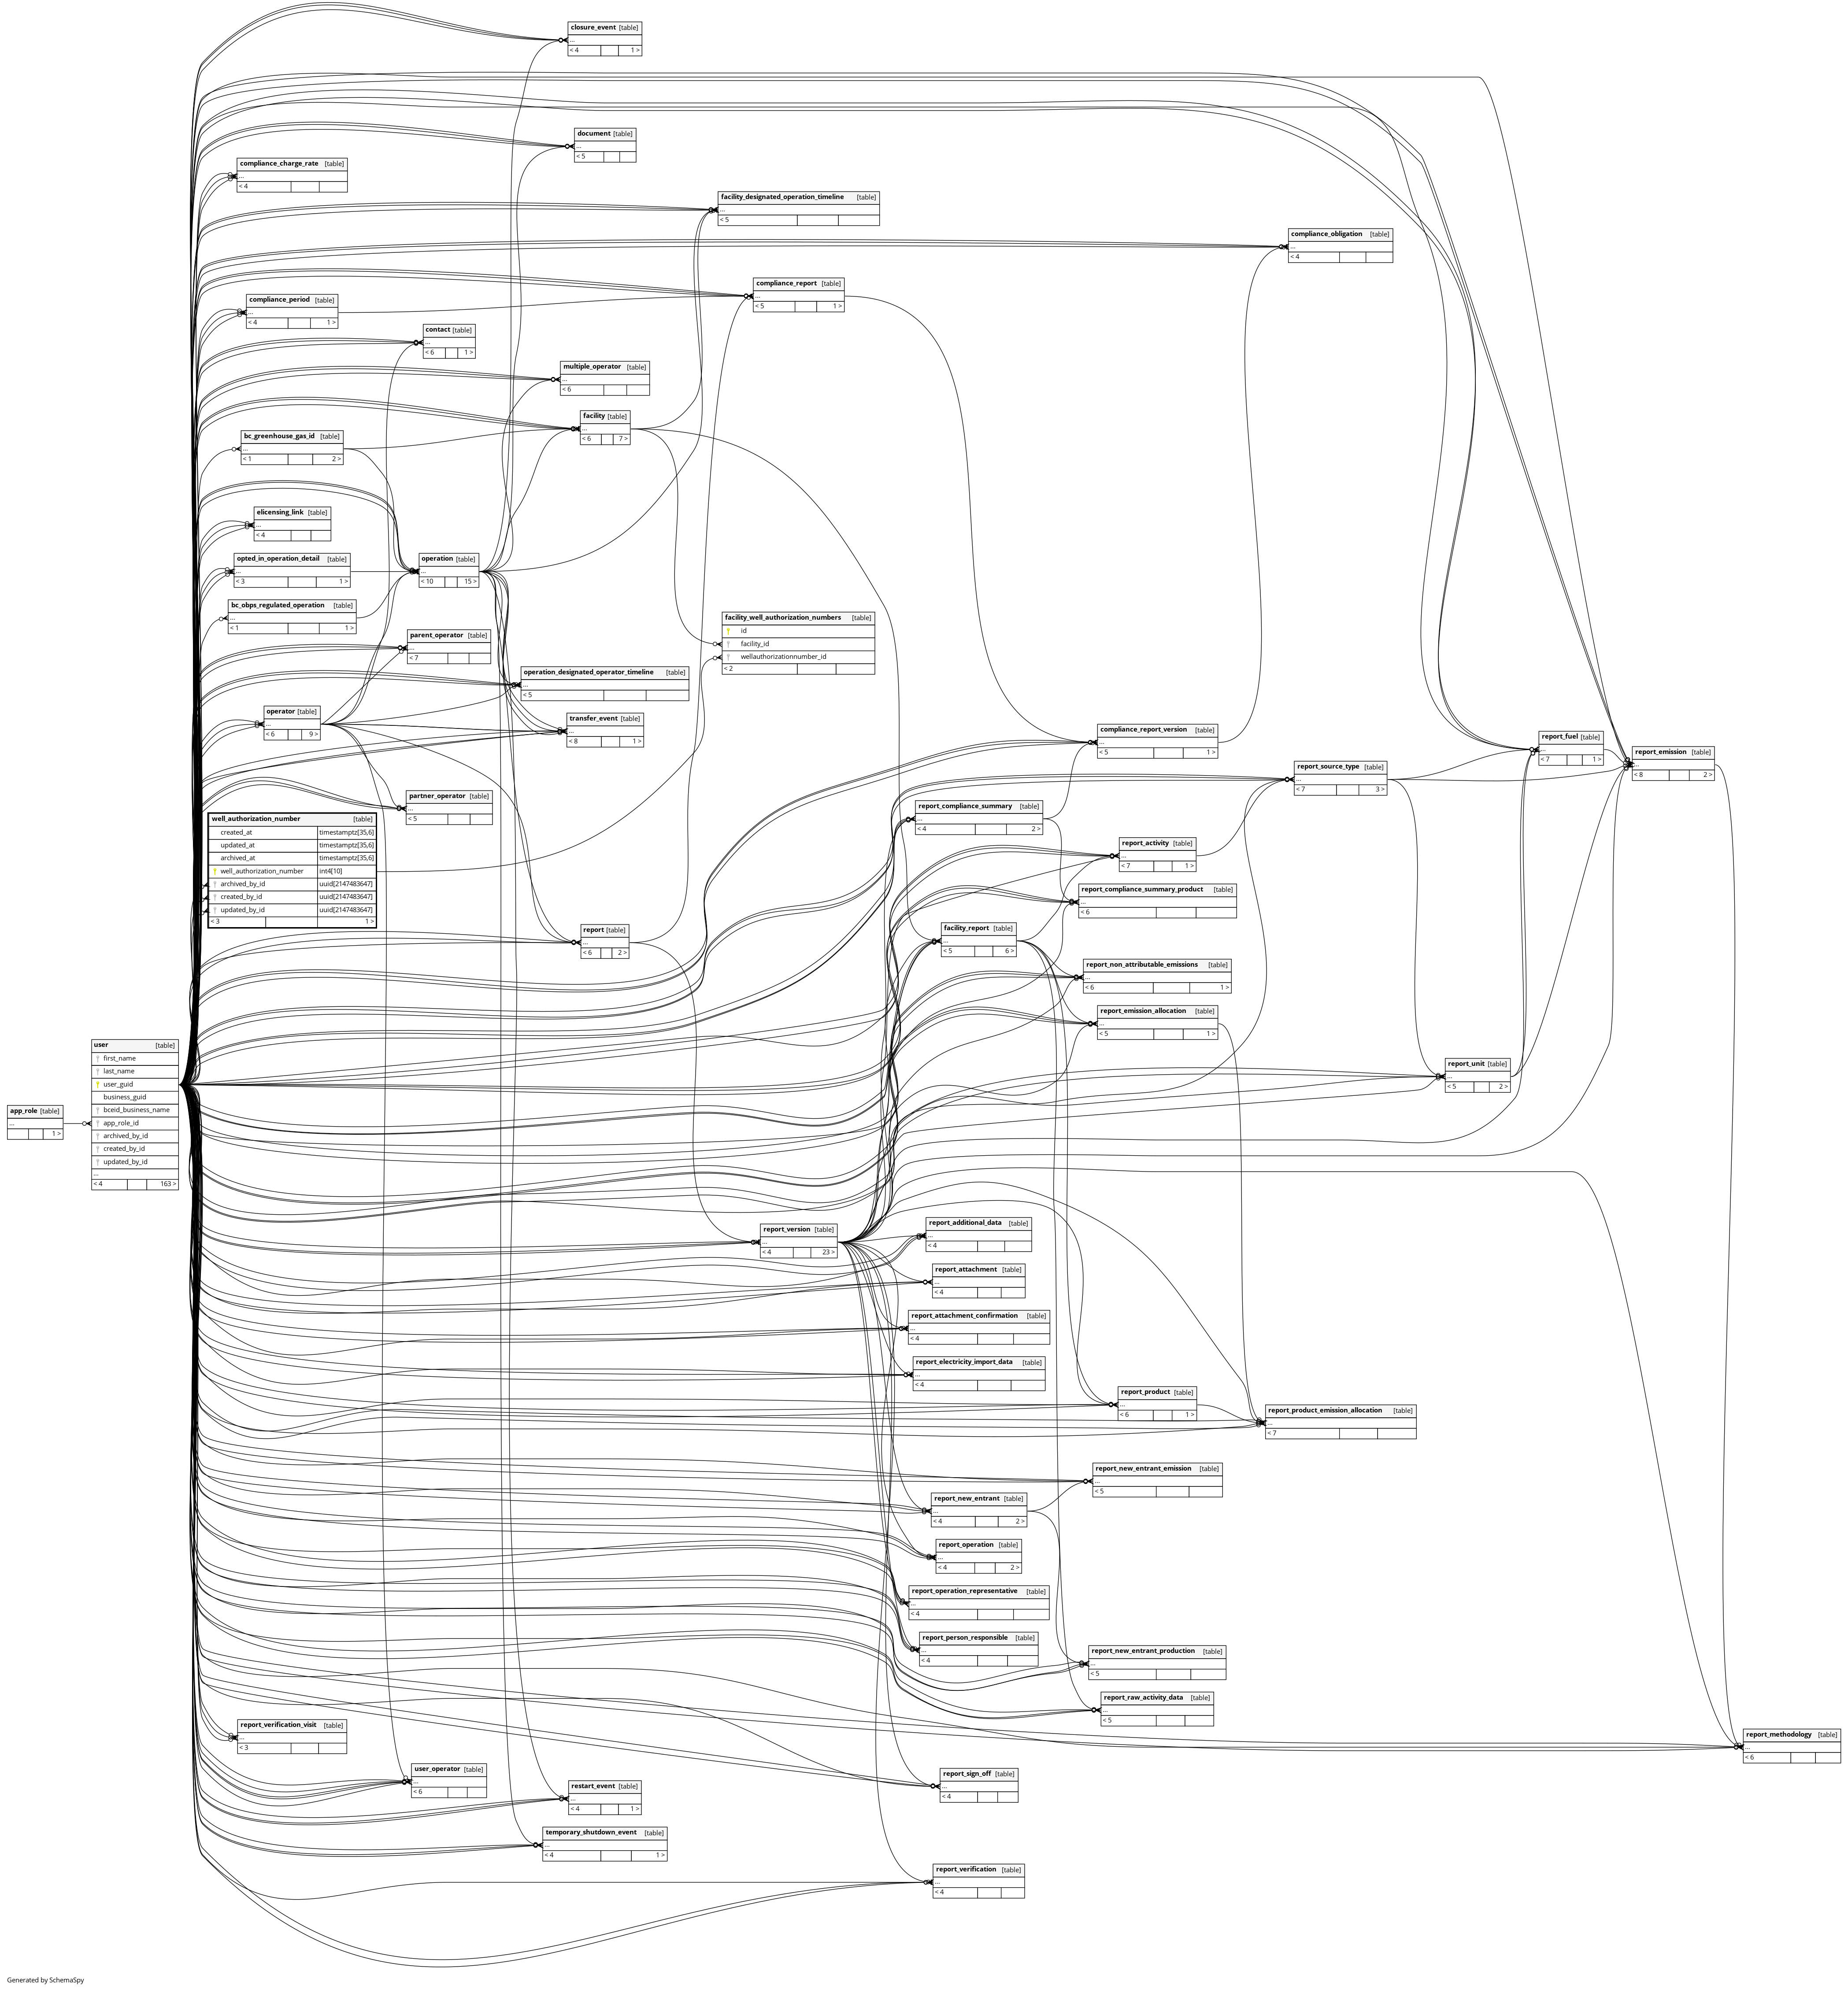 closure_event [table]
...
< 4 1 >
document [table]
...
< 5
compliance_charge_rate [table]
...
< 4
facility_designated_operation_timeline [table]
...
< 5
compliance_obligation [table]
...
< 4
compliance_report [table]
...
< 5 1 >
compliance_period [table]
...
< 4 1 >
contact [table]
...
< 6 1 >
multiple_operator [table]
...
< 6
facility [table]
...
< 6 7 >
bc_greenhouse_gas_id [table]
...
< 1 2 >
elicensing_link [table]
...
< 4
opted_in_operation_detail [table]
...
< 3 1 >
operation [table]
...
< 10 15 >
bc_obps_regulated_operation [table]
...
< 1 1 >
facility_well_authorization_numbers [table]
id
facility_id
wellauthorizationnumber_id
< 2
parent_operator [table]
...
< 7
operation_designated_operator_timeline [table]
...
< 5
operator [table]
...
< 6 9 >
transfer_event [table]
...
< 8 1 >
compliance_report_version [table]
...
< 5 1 >
report_fuel [table]
...
< 7 1 >
report_emission [table]
...
< 8 2 >
report_source_type [table]
...
< 7 3 >
partner_operator [table]
...
< 5
report_compliance_summary [table]
...
< 4 2 >
well_authorization_number [table]
created_at timestamptz[35,6]
updated_at timestamptz[35,6]
archived_at timestamptz[35,6]
well_authorization_number int4[10]
archived_by_id uuid[2147483647]
created_by_id uuid[2147483647]
updated_by_id uuid[2147483647]
< 3 1 >
report_activity [table]
...
< 7 1 >
report_compliance_summary_product [table]
...
< 6
report [table]
...
< 6 2 >
facility_report [table]
...
< 5 6 >
report_non_attributable_emissions [table]
...
< 6 1 >
report_emission_allocation [table]
...
< 5 1 >
user [table]
first_name
last_name
user_guid
business_guid
bceid_business_name
app_role_id
archived_by_id
created_by_id
updated_by_id
...
< 4 163 >
report_unit [table]
...
< 5 2 >
app_role [table]
...
1 >
report_version [table]
...
< 4 23 >
report_additional_data [table]
...
< 4
report_attachment [table]
...
< 4
report_attachment_confirmation [table]
...
< 4
report_electricity_import_data [table]
...
< 4
report_product [table]
...
< 6 1 >
report_product_emission_allocation [table]
...
< 7
report_new_entrant_emission [table]
...
< 5
report_new_entrant [table]
...
< 4 2 >
report_operation [table]
...
< 4 2 >
report_operation_representative [table]
...
< 4
report_person_responsible [table]
...
< 4
report_new_entrant_production [table]
...
< 5
report_raw_activity_data [table]
...
< 5
report_verification_visit [table]
...
< 3
report_methodology [table]
...
< 6
user_operator [table]
...
< 6
report_sign_off [table]
...
< 4
restart_event [table]
...
< 4 1 >
temporary_shutdown_event [table]
...
< 4 1 >
report_verification [table]
...
< 4
Generated by SchemaSpy